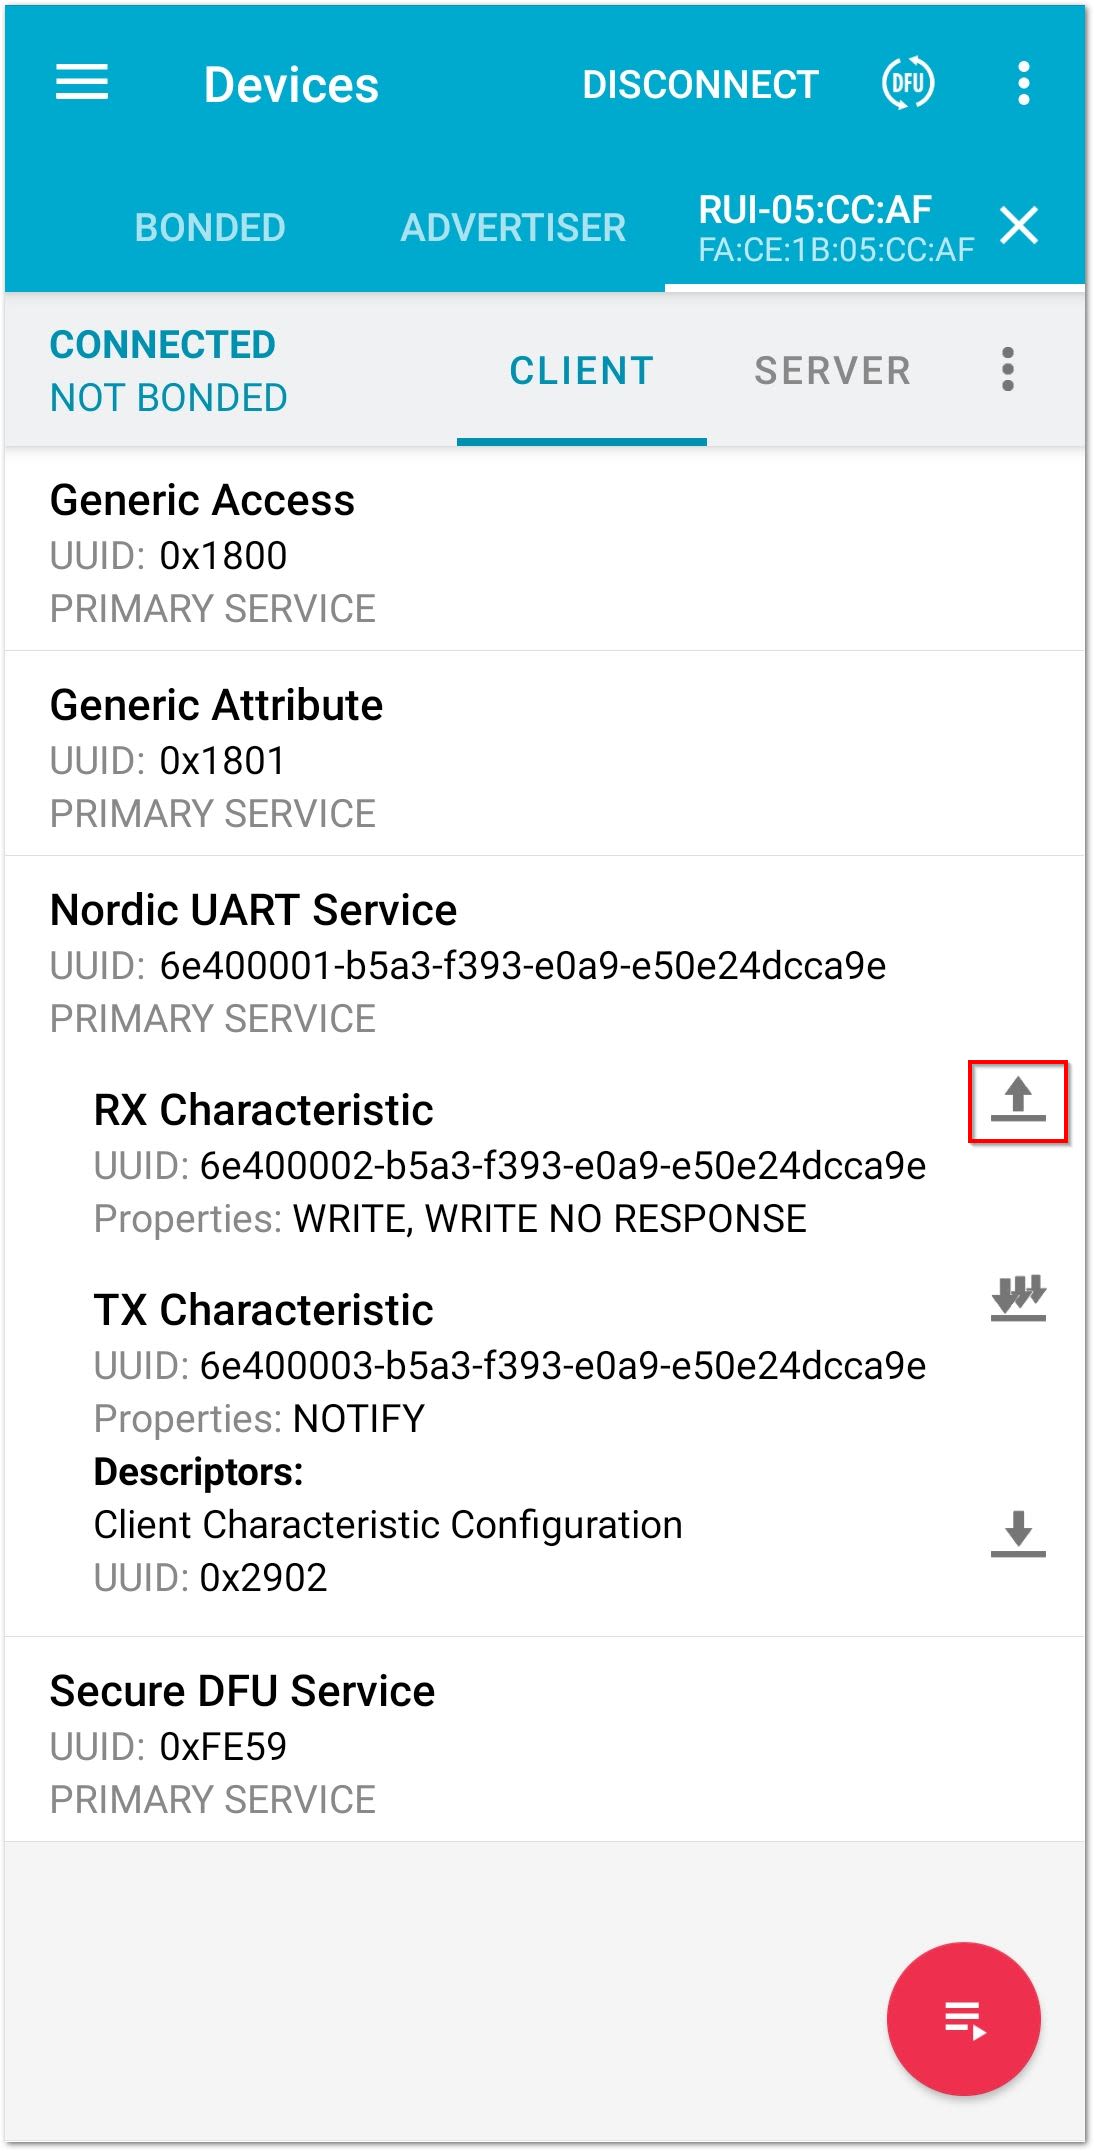 Devices
DISCONNECT
DFU
BONDED
ADVERTISER
RUI-05:CC:AF
FA:CE:1B:05:CC:AF
CONNECTED
NOT BONDED
CLIENT
SERVER
Generic Access
UUID: 0x1800
PRIMARY SERVICE
Generic Attribute
UUID: 0x1801
PRIMARY SERVICE
Nordic UART Service
UUID: 6e400001-b5a3-f393-e0a9-e50e24dcca9e
PRIMARY SERVICE
RX Characteristic
UUID: 6e400002-b5a3-f393-e0a9-e50e24dcca9e
Properties: WRITE, WRITE NO RESPONSE
TX Characteristic
UUID: 6e400003-b5a3-f393-e0a9-e50e24dcca9e
Properties: NOTIFY
Descriptors:
Client Characteristic Configuration
UUID: 0x2902
Secure DFU Service
UUID: 0xFE59
PRIMARY SERVICE